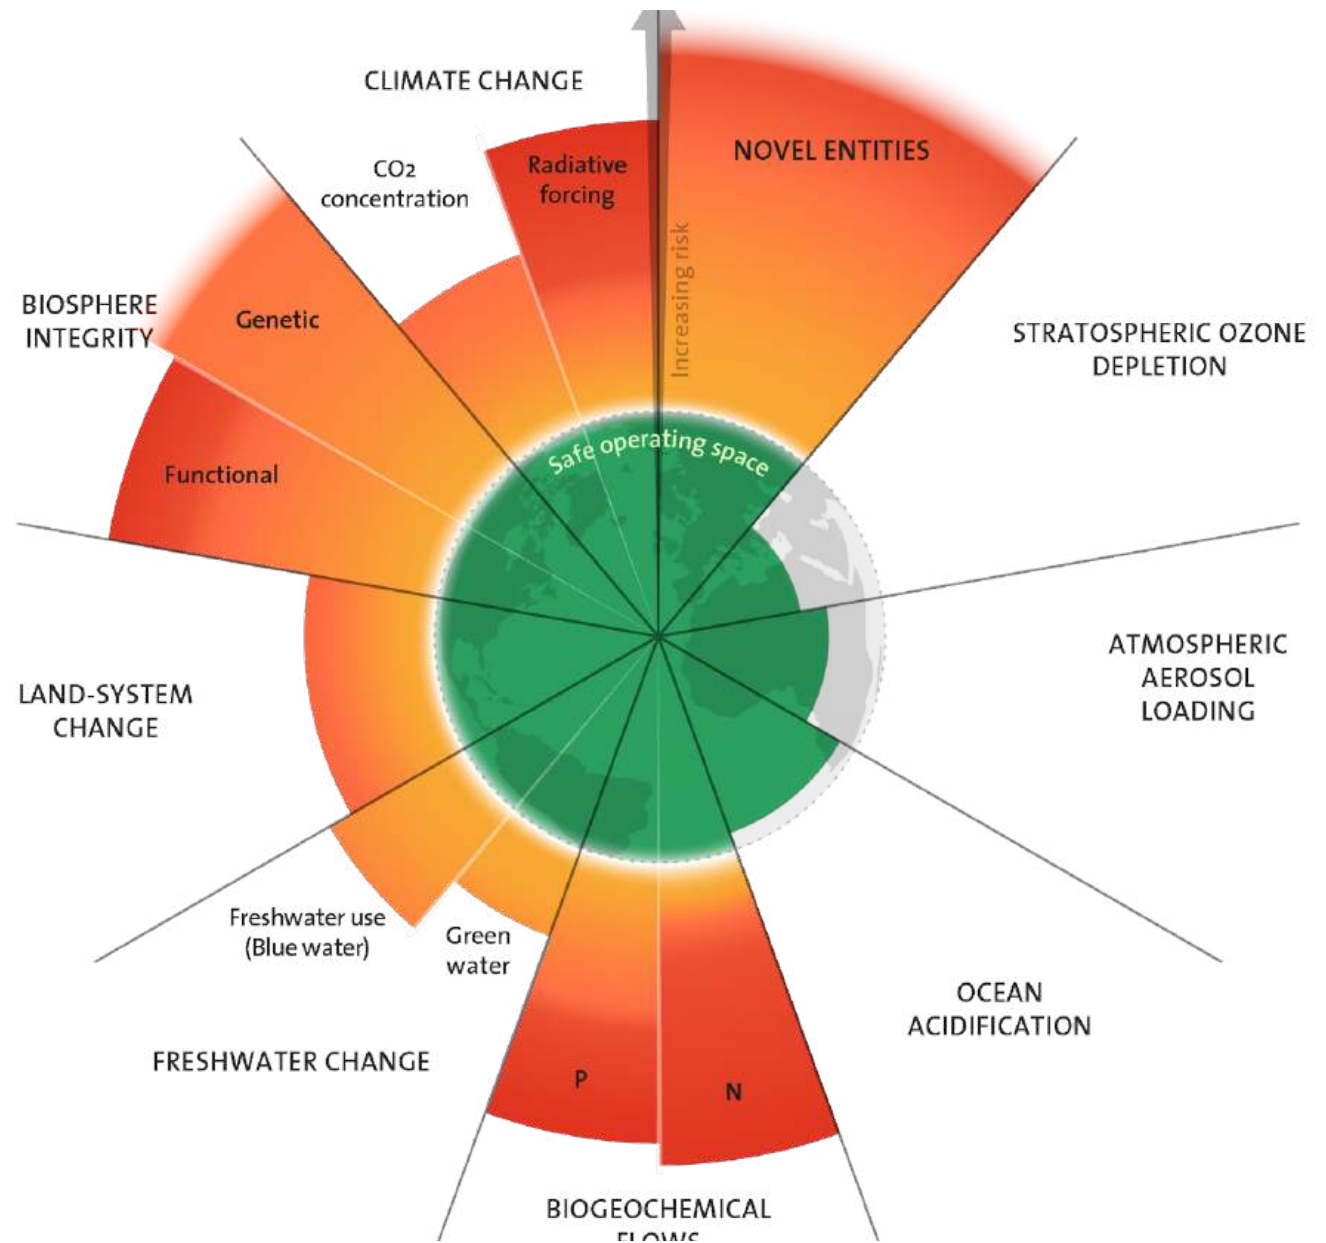 CLIMATE CHANGE
CO2
concentration
Radiative
forcing
NOVEL ENTITIES
Increasing risk
BIOSPHERE
INTEGRITY
Genetic
Functional
STRATOSPHERIC OZONE
DEPLETION
Safe operating space
ATMOSPHERIC
AEROSOL
LOADING
LAND-SYSTEM
CHANGE
Freshwater use
(Blue water)
Green
water
FRESHWATER CHANGE
OCEAN
ACIDIFICATION
P
N
BIOGEOCHEMICAL
FLOWS